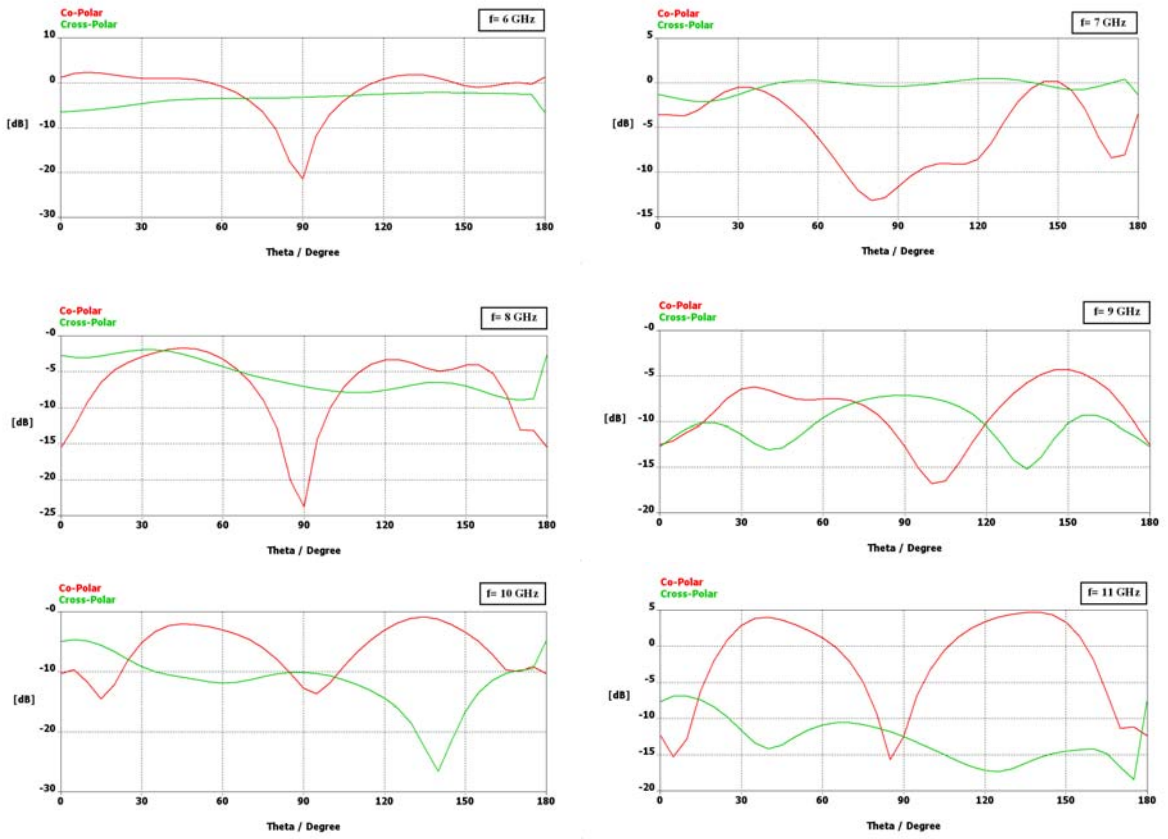 Co-Polar
Cross-Polar
f= 6 GHz
10
0
-10
-20
-30
[dB]
0 30 60 90 120 150 180
Theta / Degree
Co-Polar
Cross-Polar
f= 7 GHz
5
0
-5
-10
-15
[dB]
0 30 60 90 120 150 180
Theta / Degree
Co-Polar
Cross-Polar
f= 8 GHz
-0
-5
-10
-15
-20
-25
[dB]
0 30 60 90 120 150 180
Theta / Degree
Co-Polar
Cross-Polar
f= 9 GHz
-0
-5
-10
-15
-20
[dB]
0 30 60 90 120 150 180
Theta / Degree
Co-Polar
Cross-Polar
f= 10 GHz
-0
-10
-20
-30
[dB]
0 30 60 90 120 150 180
Theta / Degree
Co-Polar
Cross-Polar
f= 11 GHz
5
0
-5
-10
-15
-20
[dB]
0 30 60 90 120 150 180
Theta / Degree